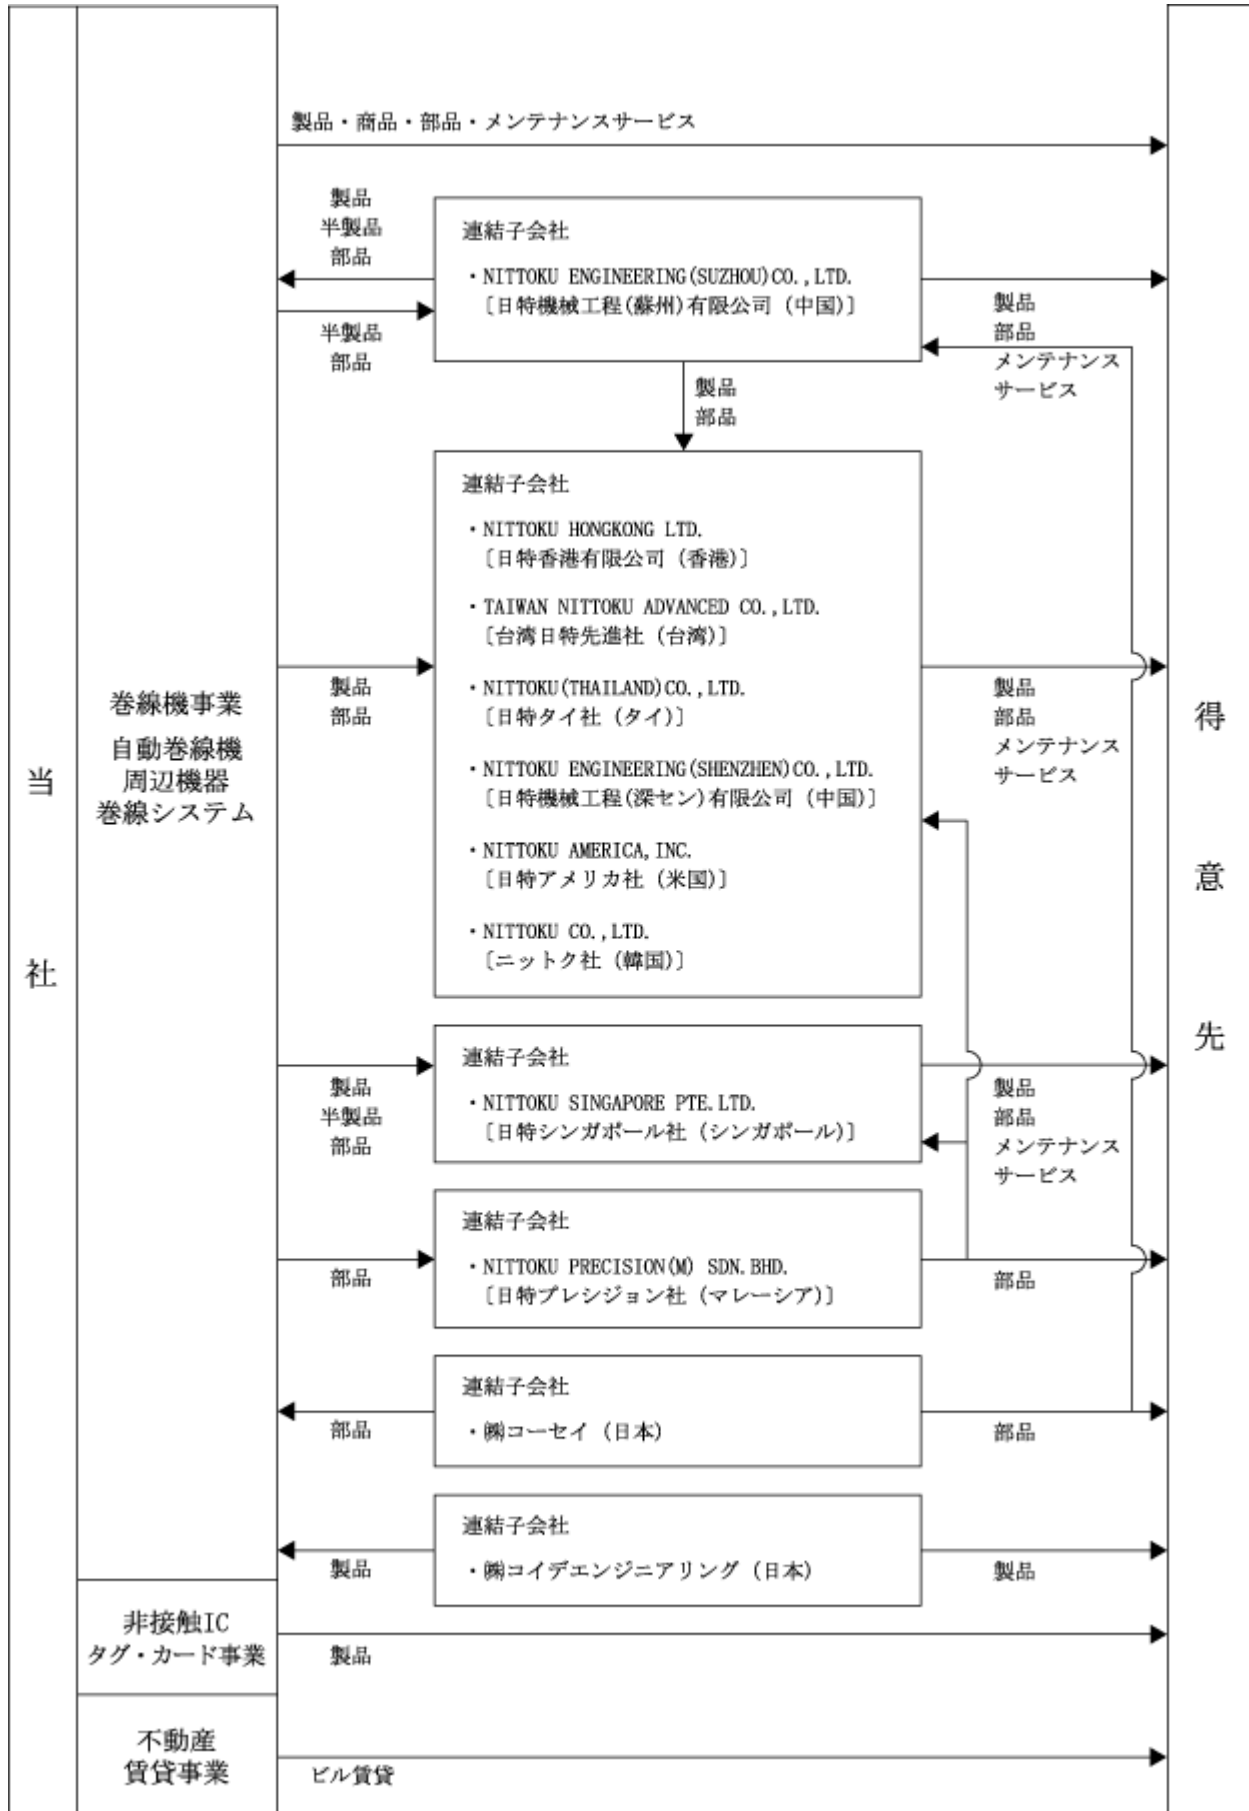 当社
巻線機事業
自動巻線機
周辺機器
巻線システム
製品・商品・部品・メンテナンスサービス
製品
半製品
部品
半製品
部品
連結子会社
・NITTOKU ENGINEERING(SUZHOU)CO.,LTD.
〔日特機械工程(蘇州)有限公司（中国）〕
製品
部品
メンテナンス
サービス
製品
部品
製品
部品
連結子会社
・NITTOKU HONGKONG LTD.
〔日特香港有限公司（香港）〕
・TAIWAN NITTOKU ADVANCED CO.,LTD.
〔台湾日特先進社（台湾）〕
・NITTOKU(THAILAND)CO.,LTD.
〔日特タイ社（タイ）〕
・NITTOKU ENGINEERING(SHENZHEN)CO.,LTD.
〔日特機械工程(深セン)有限公司（中国）〕
・NITTOKU AMERICA,INC.
〔日特アメリカ社（米国）〕
・NITTOKU CO.,LTD.
〔ニットク社（韓国）〕
製品
部品
メンテナンス
サービス
製品
半製品
部品
連結子会社
・NITTOKU SINGAPORE PTE.LTD.
〔日特シンガポール社（シンガポール）〕
製品
部品
メンテナンス
サービス
部品
連結子会社
・NITTOKU PRECISION(M) SDN.BHD.
〔日特プレシジョン社（マレーシア）〕
部品
部品
連結子会社
・㈱コーセイ（日本）
部品
製品
連結子会社
・㈱コイデエンジニアリング（日本）
製品
非接触IC
タグ・カード事業
製品
不動産
賃貸事業
ビル賃貸
得意先